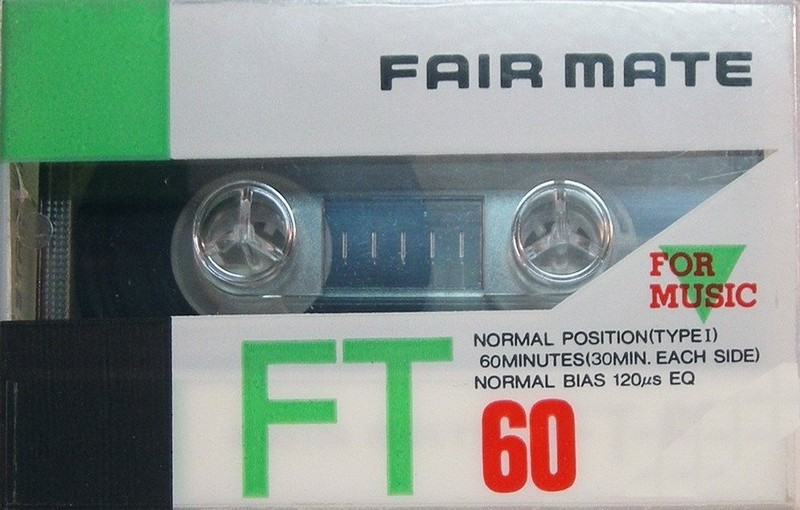 FAIR MATE
FOR
MUSIC
FT
NORMAL POSITION(TYPE I)
60MINUTES(30MIN. EACH SIDE)
NORMAL BIAS 120μs EQ
60